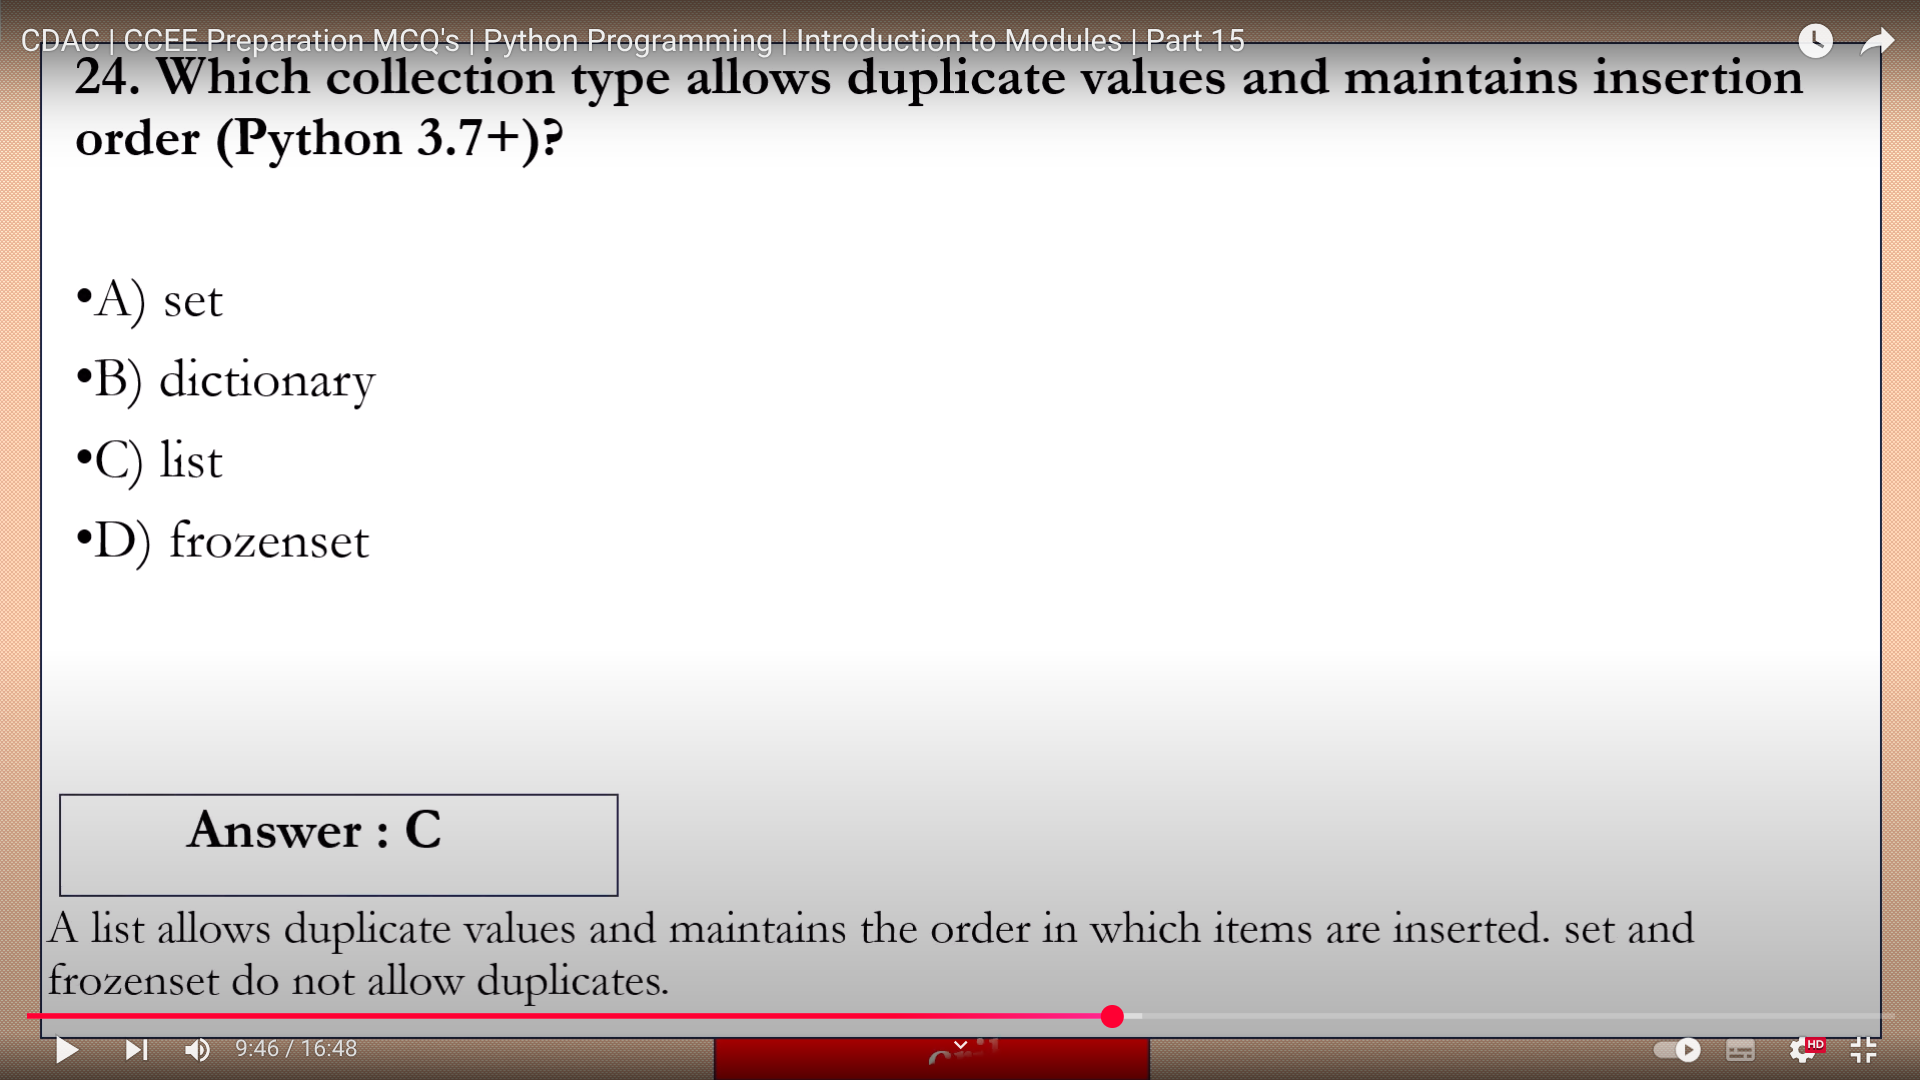 CDAC | CCEE Preparation MCQ's | Python Programming | Introduction to Modules | Part 15
24. Which collection type allows duplicate values and maintains insertion
order (Python 3.7+)?
•A) set
•B) dictionary
•C) list
•D) frozenset
Answer : C
A list allows duplicate values and maintains the order in which items are inserted. set and
frozenset do not allow duplicates.
9:46 / 16:48
HD